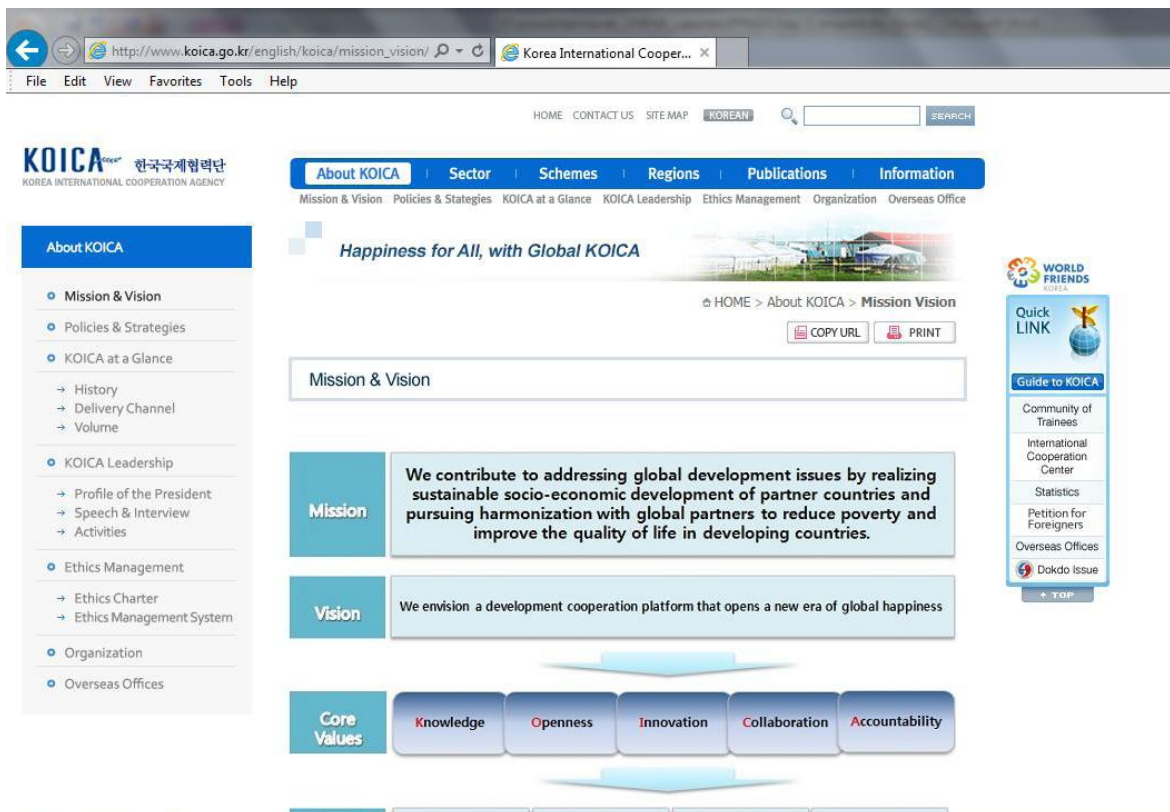 http://www.koica.go.kr/english/koica/mission_vision/
Korea International Cooper...
File Edit View Favorites Tools Help
HOME CONTACT US SITE MAP KOREAN SEARCH
KOICA 한국국제협력단
KOREA INTERNATIONAL COOPERATION AGENCY
About KOICA Sector Schemes Regions Publications Information
Mission & Vision Policies & Stategies KOICA at a Glance KOICA Leadership Ethics Management Organization Overseas Office
About KOICA
Mission & Vision
Policies & Strategies
KOICA at a Glance
History
Delivery Channel
Volume
KOICA Leadership
Profile of the President
Speech & Interview
Activities
Ethics Management
Ethics Charter
Ethics Management System
Organization
Overseas Offices
Happiness for All, with Global KOICA
HOME > About KOICA > Mission Vision
COPY URL PRINT
Mission & Vision
Mission
We contribute to addressing global development issues by realizing
sustainable socio-economic development of partner countries and
pursuing harmonization with global partners to reduce poverty and
improve the quality of life in developing countries.
Vision
We envision a development cooperation platform that opens a new era of global happiness
Core
Values
Knowledge Openness Innovation Collaboration Accountability
WORLD
FRIENDS
KOREA
Quick
LINK
Guide to KOICA
Community of
Trainees
International
Cooperation
Center
Statistics
Petition for
Foreigners
Overseas Offices
Dokdo Issue
TOP